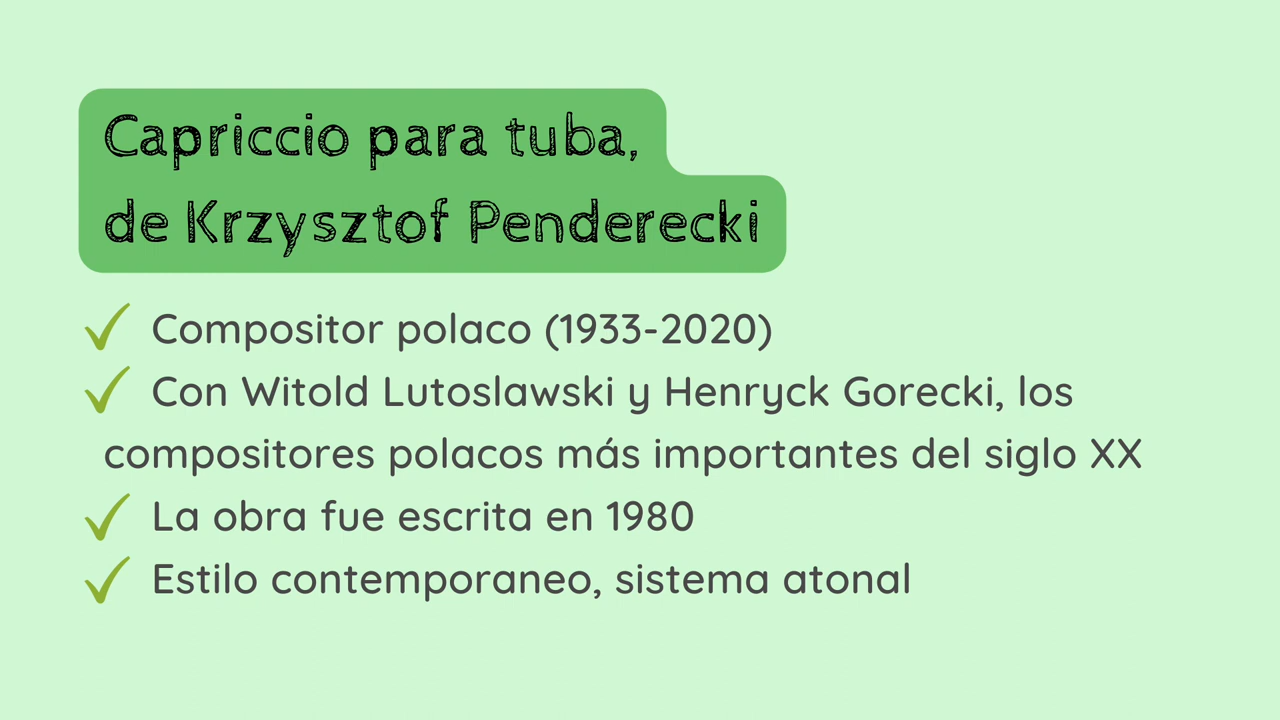 Capriccio para tuba,
de Krzysztof Penderecki
Compositor polaco (1933-2020)
Con Witold Lutoslawski y Henryck Gorecki, los
compositores polacos más importantes del siglo XX
La obra fue escrita en 1980
Estilo contemporaneo, sistema atonal